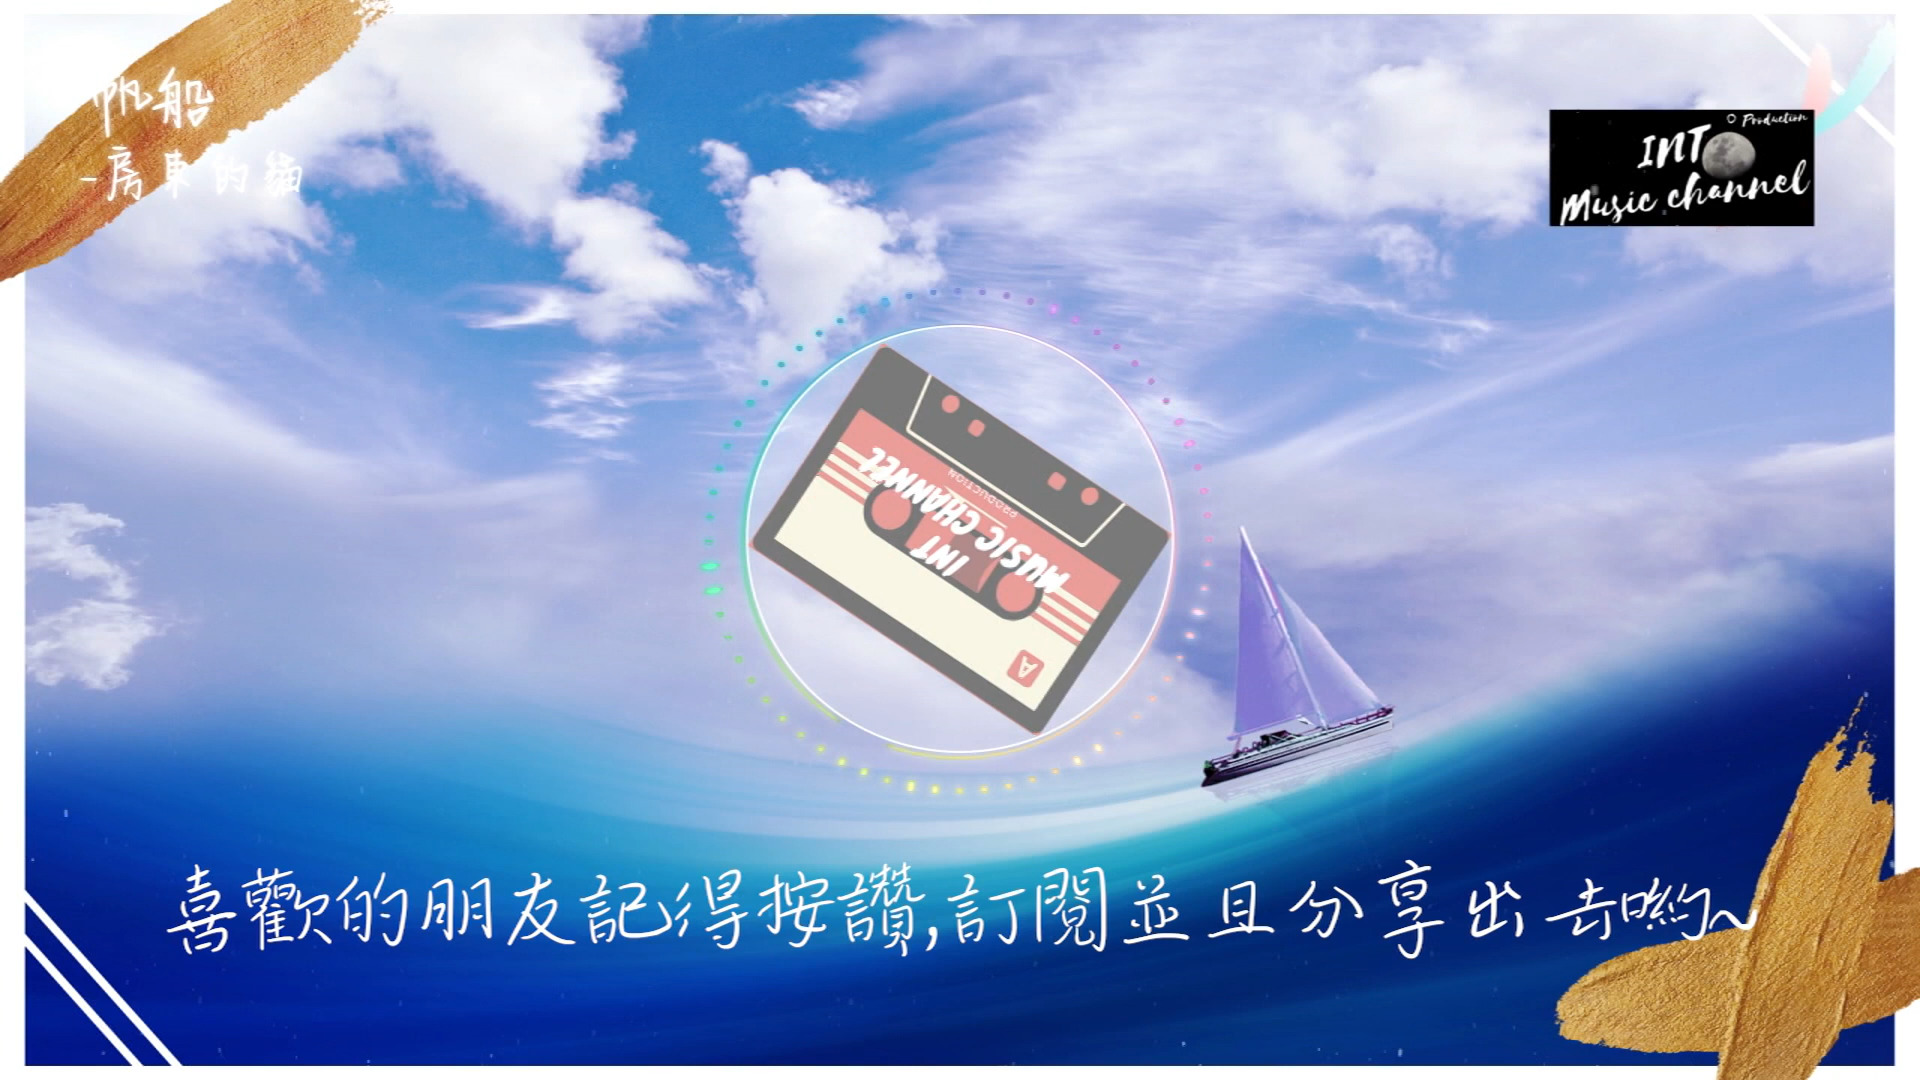 帆船
-房東的貓
Production
INT
Music channel
PRODUCTION
INT
MUSIC CHANNEL
A
喜歡的朋友記得按讚,訂閱並且分享出去喲~